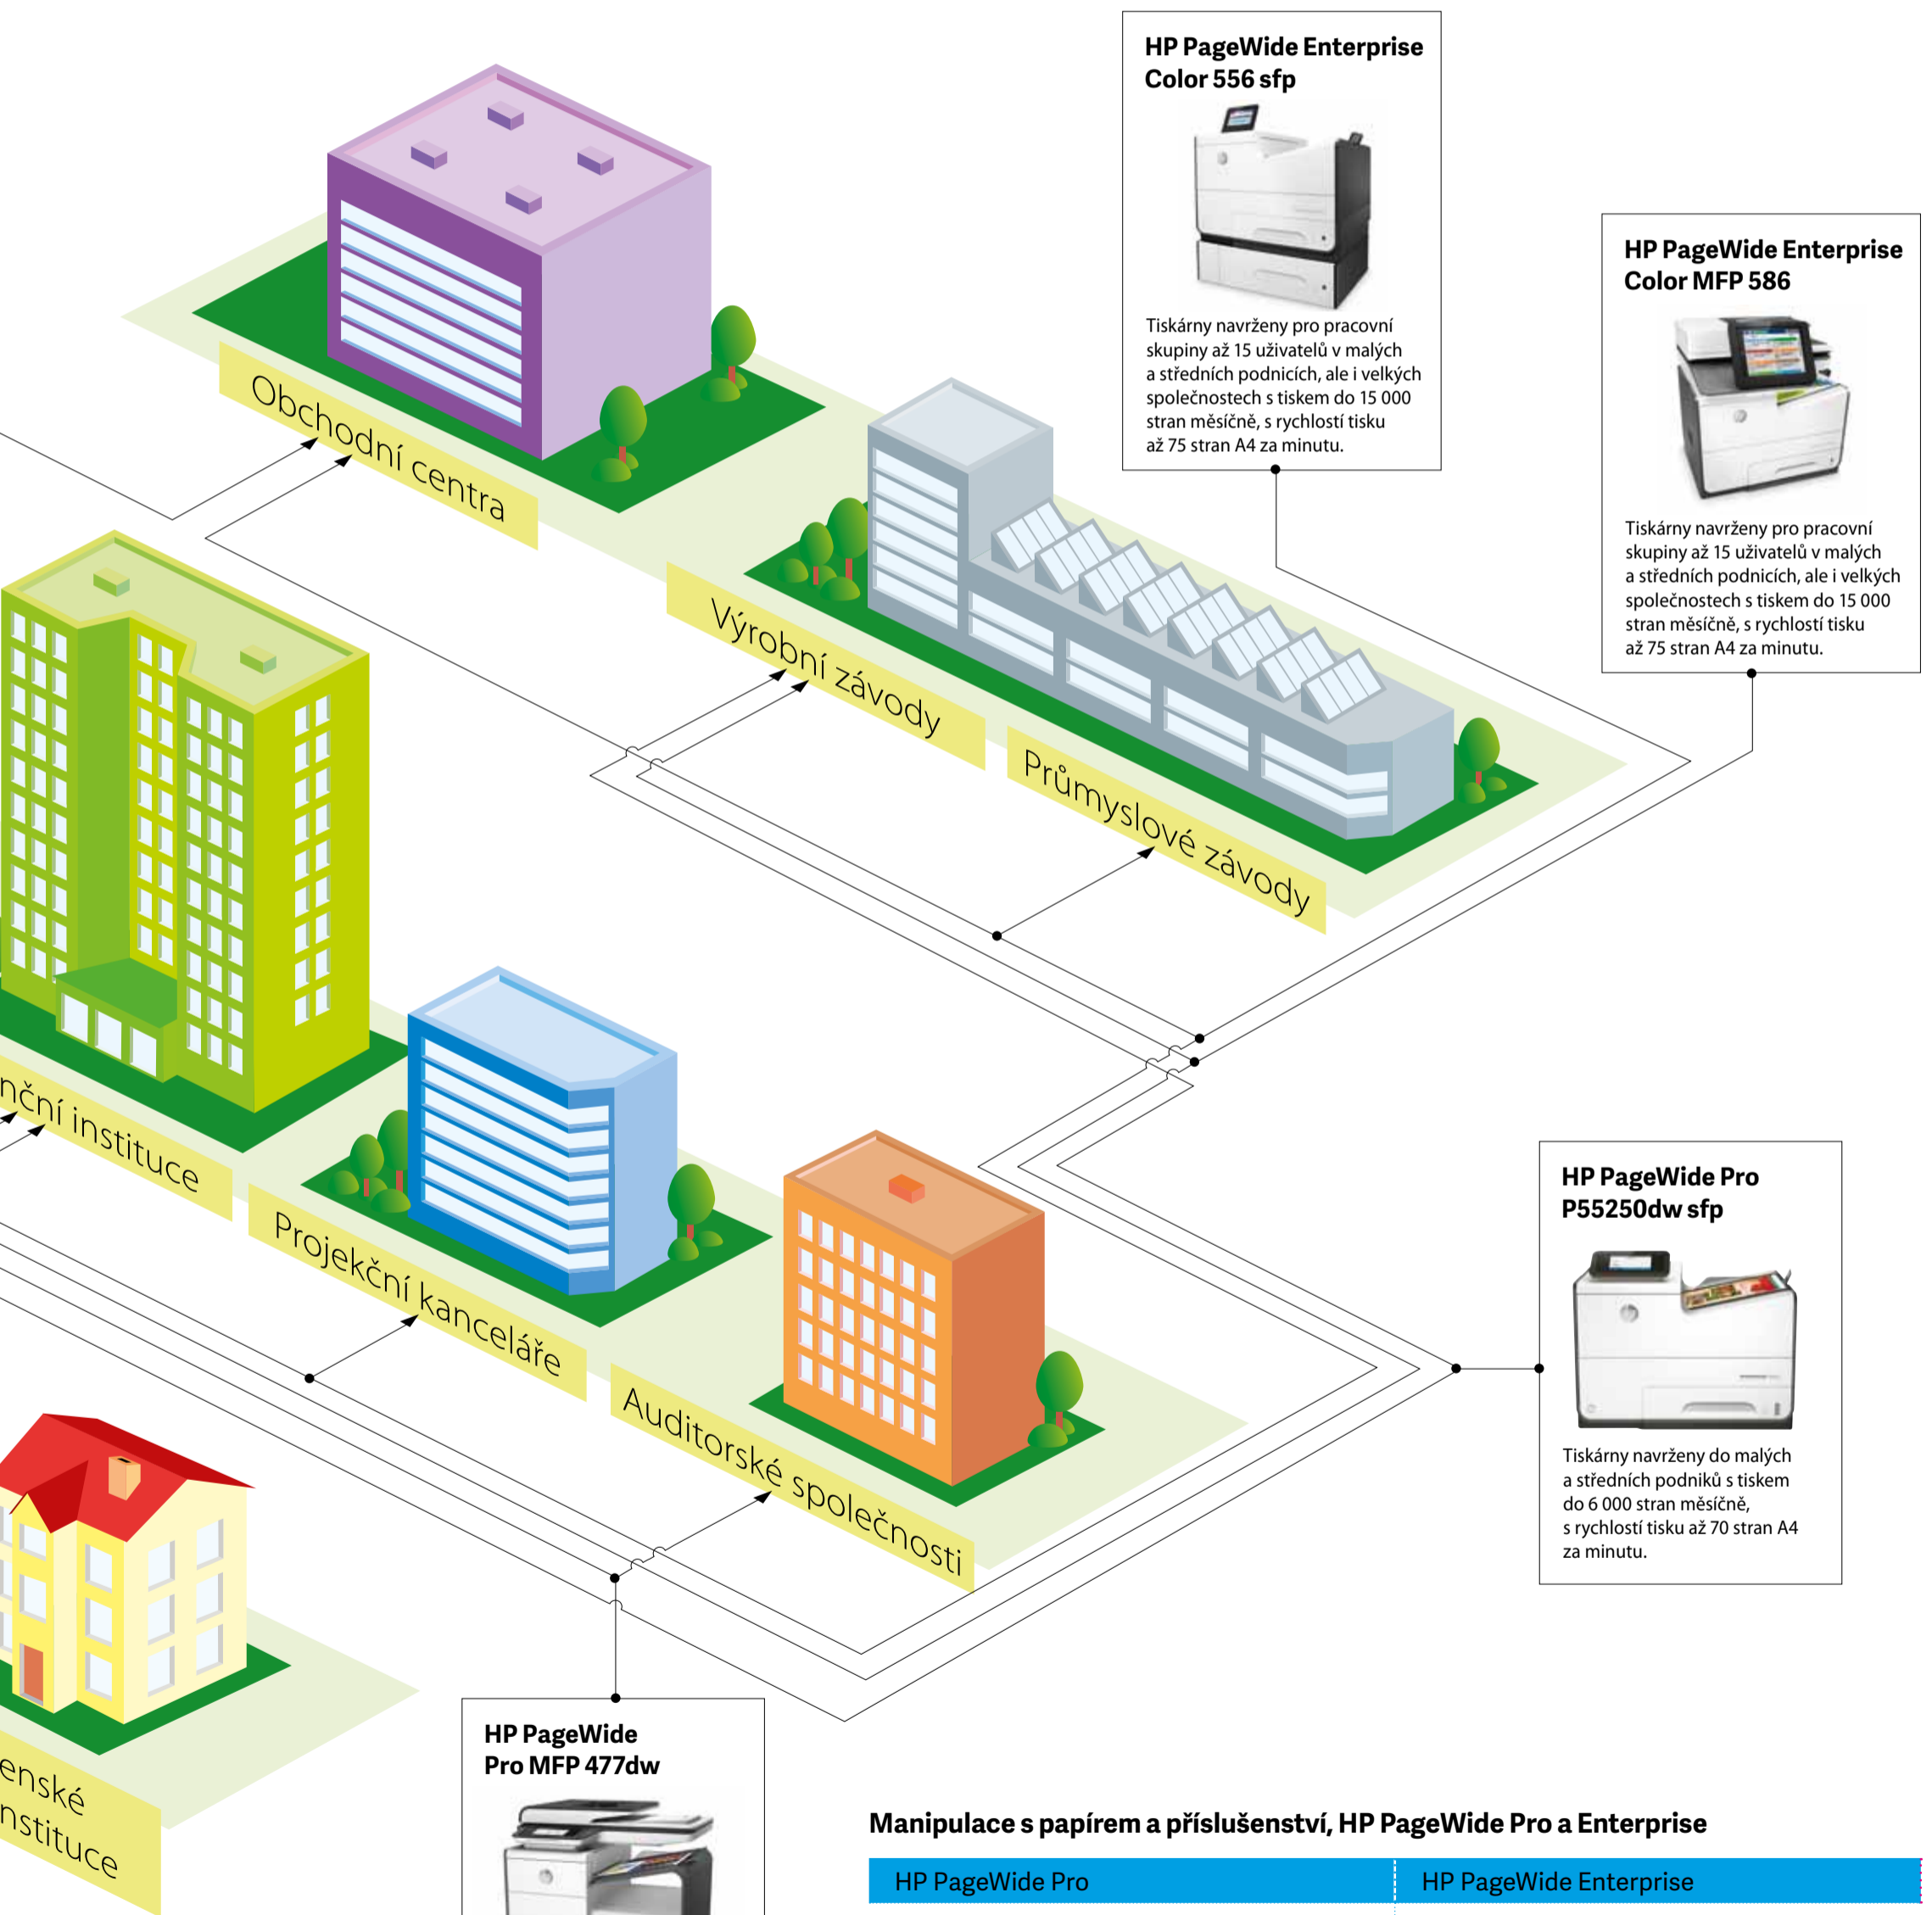 HP PageWide Enterprise
Color 556 sfp
Tiskárny navrženy pro pracovní
skupiny až 15 uživatelů v malých
a středních podnicích, ale i velkých
společnostech s tiskem do 15 000
stran měsíčně, s rychlostí tisku
až 75 stran A4 za minutu.
HP PageWide Enterprise
Color MFP 586
Tiskárny navrženy pro pracovní
skupiny až 15 uživatelů v malých
a středních podnicích, ale i velkých
společnostech s tiskem do 15 000
stran měsíčně, s rychlostí tisku
až 75 stran A4 za minutu.
Obchodní centra
Výrobní závody
Průmyslové závody
nční instituce
Projekční kanceláře
Auditorské společnosti
HP PageWide Pro
P55250dw sfp
Tiskárny navrženy do malých
a středních podniků s tiskem
do 6 000 stran měsíčně,
s rychlostí tisku až 70 stran A4
za minutu.
enské
nstituce
HP PageWide
Pro MFP 477dw
Manipulace s papírem a příslušenství, HP PageWide Pro a Enterprise
HP PageWide Pro
HP PageWide Enterprise